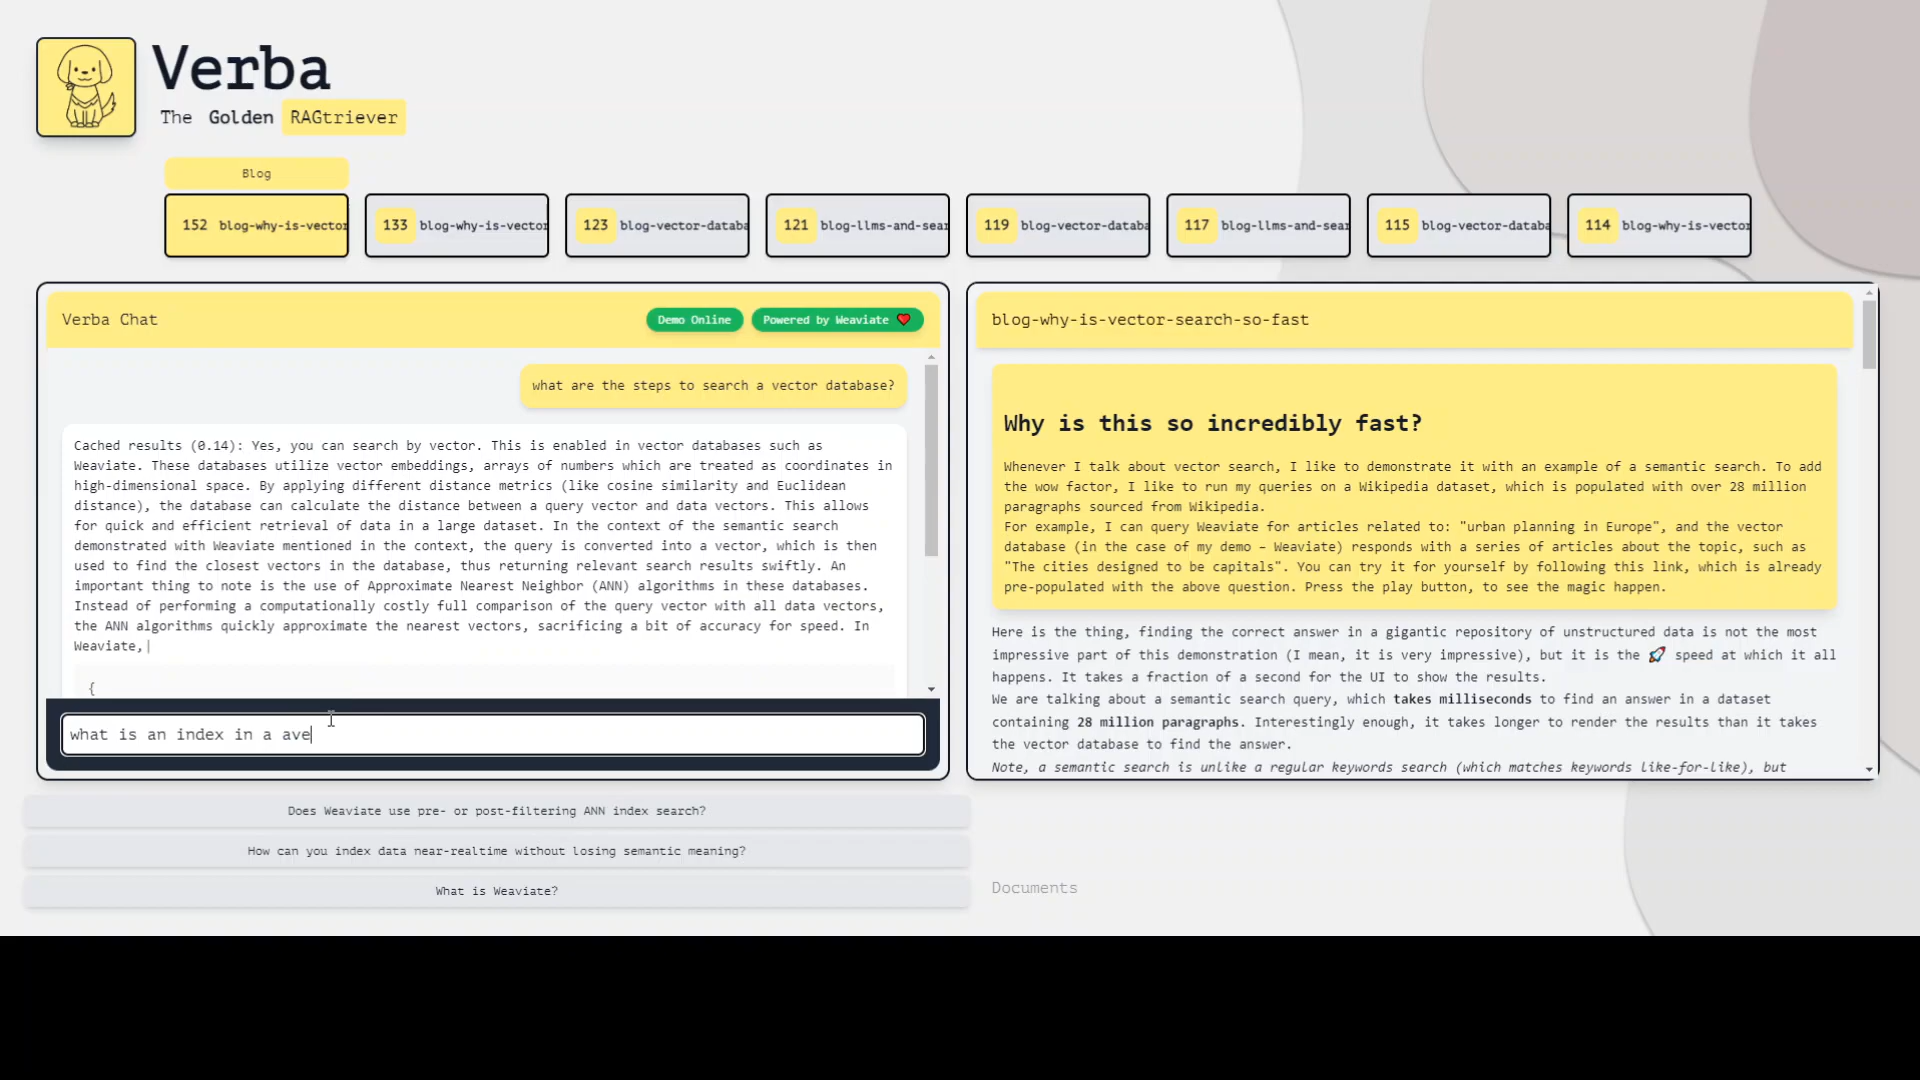 Verba
The Golden RAGtriever
Blog
152 blog-why-is-vector
133 blog-why-is-vector
123 blog-vector-databa
121 blog-llms-and-sear
119 blog-vector-databa
117 blog-llms-and-sear
115 blog-vector-databa
114 blog-why-is-vector
Verba Chat
Demo Online
Powered by Weaviate ❤️
what are the steps to search a vector database?
Cached results (0.14): Yes, you can search by vector. This is enabled in vector databases such as
Weaviate. These databases utilize vector embeddings, arrays of numbers which are treated as coordinates in
high-dimensional space. By applying different distance metrics (like cosine similarity and Euclidean
distance), the database can calculate the distance between a query vector and data vectors. This allows
for quick and efficient retrieval of data in a large dataset. In the context of the semantic search
demonstrated with Weaviate mentioned in the context, the query is converted into a vector, which is then
used to find the closest vectors in the database, thus returning relevant search results swiftly. An
important thing to note is the use of Approximate Nearest Neighbor (ANN) algorithms in these databases.
Instead of performing a computationally costly full comparison of the query vector with all data vectors,
the ANN algorithms quickly approximate the nearest vectors, sacrificing a bit of accuracy for speed. In
Weaviate,
{
what is an index in a ave
Does Weaviate use pre- or post-filtering ANN index search?
How can you index data near-realtime without losing semantic meaning?
What is Weaviate?
blog-why-is-vector-search-so-fast
Why is this so incredibly fast?
Whenever I talk about vector search, I like to demonstrate it with an example of a semantic search. To add
the wow factor, I like to run my queries on a Wikipedia dataset, which is populated with over 28 million
paragraphs sourced from Wikipedia.
For example, I can query Weaviate for articles related to: "urban planning in Europe", and the vector
database (in the case of my demo – Weaviate) responds with a series of articles about the topic, such as
"The cities designed to be capitals". You can try it for yourself by following this link, which is already
pre-populated with the above question. Press the play button, to see the magic happen.
Here is the thing, finding the correct answer in a gigantic repository of unstructured data is not the most
impressive part of this demonstration (I mean, it is very impressive), but it is the 🚀 speed at which it all
happens. It takes a fraction of a second for the UI to show the results.
We are talking about a semantic search query, which takes milliseconds to find an answer in a dataset
containing 28 million paragraphs. Interestingly enough, it takes longer to render the results than it takes
the vector database to find the answer.
Note, a semantic search is unlike a regular keywords search (which matches keywords like-for-like), but
Documents